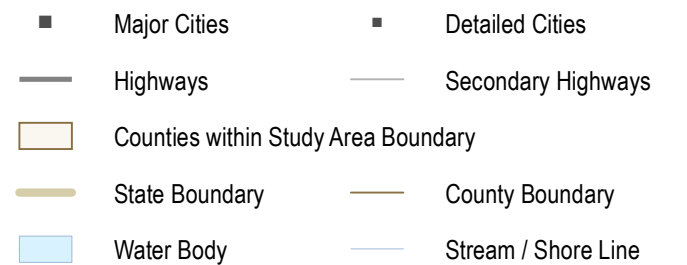 Major Cities Detailed Cities
Highways Secondary Highways
Counties within Study Area Boundary
State Boundary County Boundary
Water Body Stream / Shore Line